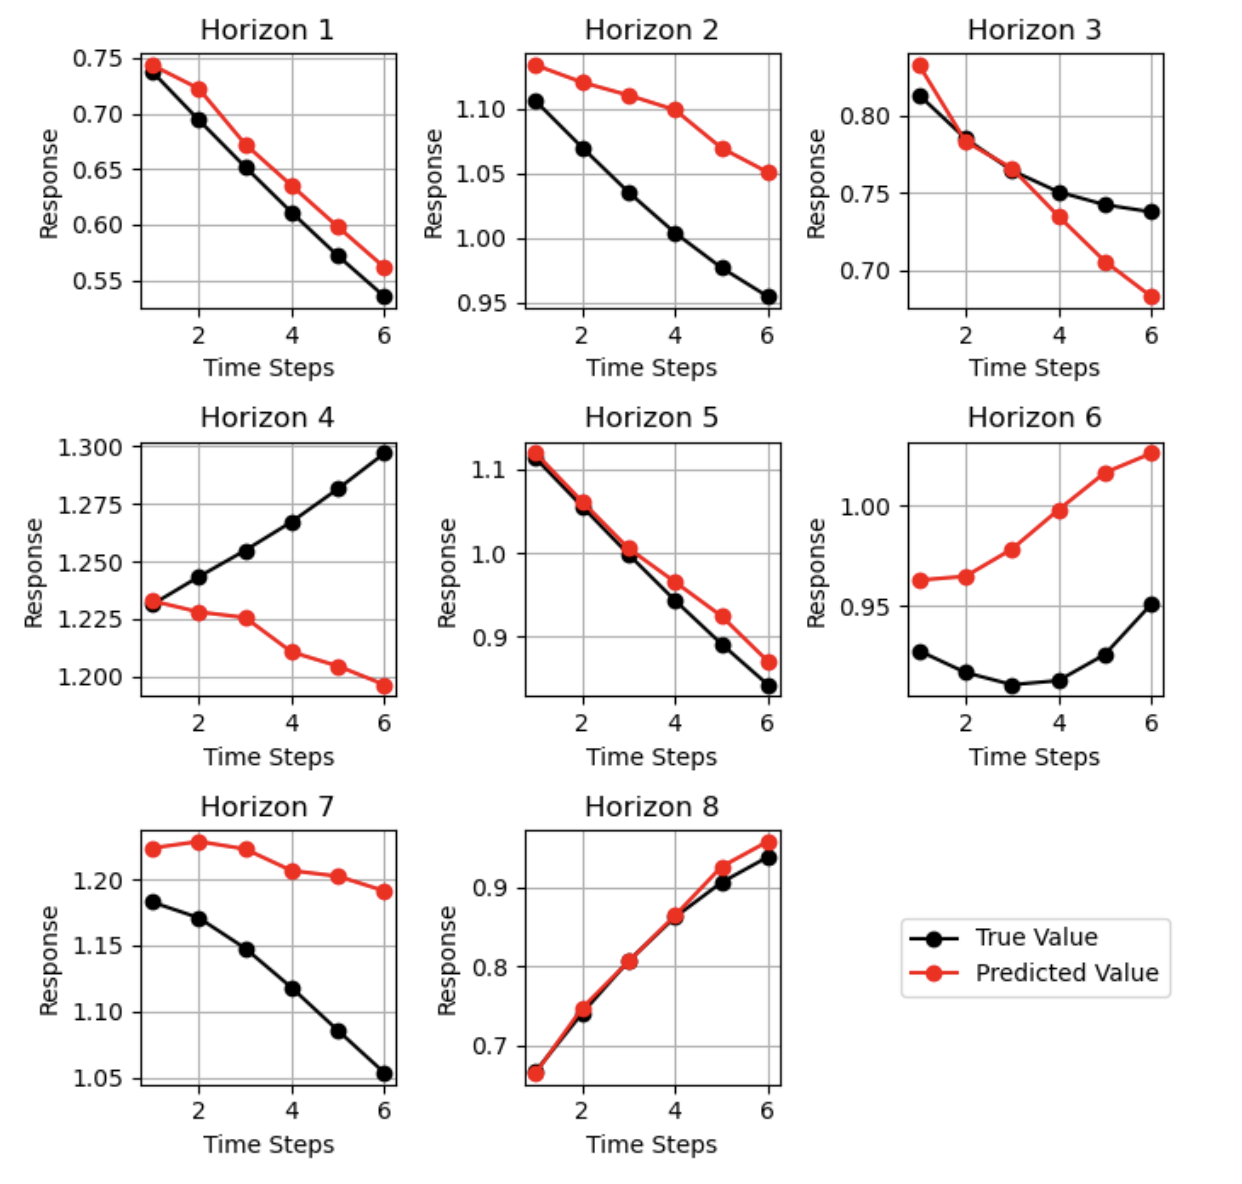 Horizon 1
Response
0.75
0.70
0.65
0.60
0.55
2 4 6
Time Steps
Horizon 2
Response
1.10
1.05
1.00
0.95
2 4 6
Time Steps
Horizon 3
Response
0.80
0.75
0.70
2 4 6
Time Steps
Horizon 4
Response
1.300
1.275
1.250
1.225
1.200
2 4 6
Time Steps
Horizon 5
Response
1.1
1.0
0.9
2 4 6
Time Steps
Horizon 6
Response
1.00
0.95
2 4 6
Time Steps
Horizon 7
Response
1.20
1.15
1.10
1.05
2 4 6
Time Steps
Horizon 8
Response
0.9
0.8
0.7
2 4 6
Time Steps
True Value
Predicted Value